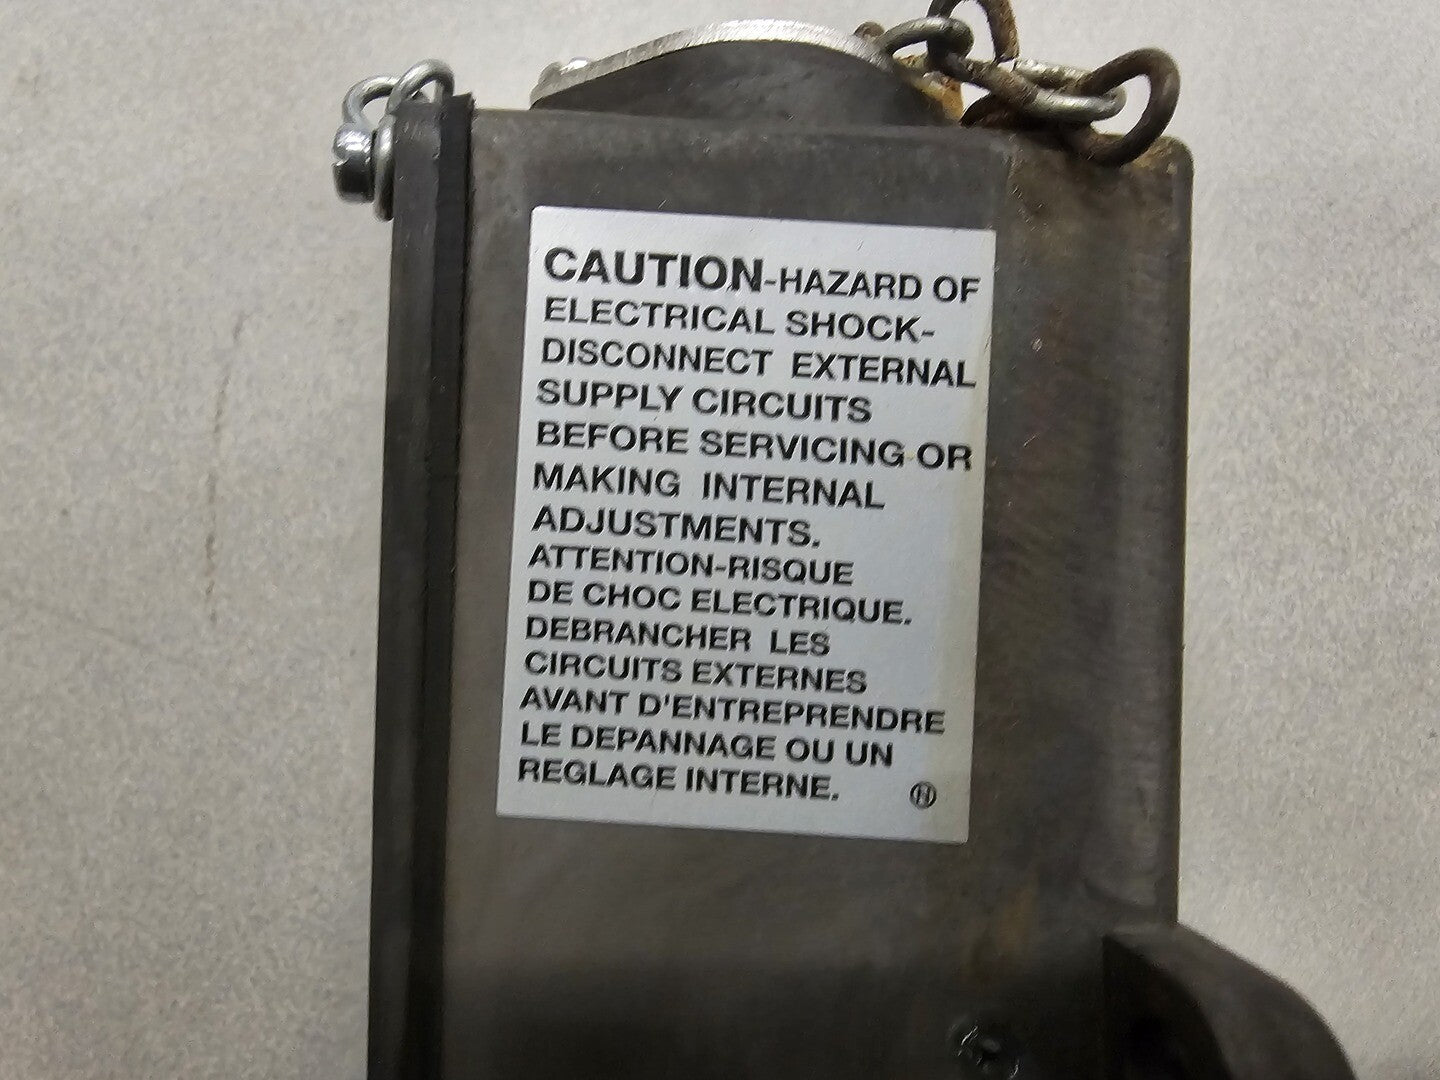 CAUTION-HAZARD OF
ELECTRICAL SHOCK-
DISCONNECT EXTERNAL
SUPPLY CIRCUITS
BEFORE SERVICING OR
MAKING INTERNAL
ADJUSTMENTS.
ATTENTION-RISQUE
DE CHOC ELECTRIQUE.
DEBRANCHER LES
CIRCUITS EXTERNES
AVANT D'ENTREPRENDRE
LE DEPANNAGE OU UN
REGLAGE INTERNE.